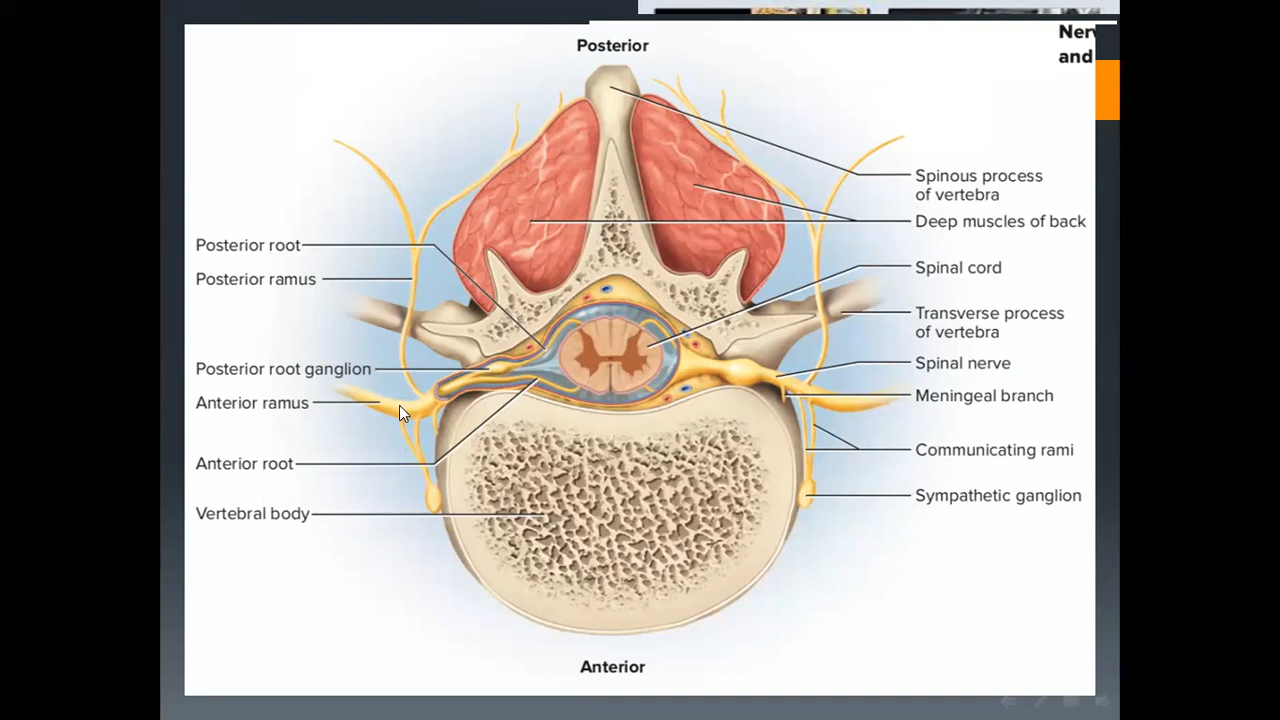 Posterior
Nerv
and
Spinous process
of vertebra
Deep muscles of back
Posterior root
Posterior ramus
Spinal cord
Transverse process
of vertebra
Posterior root ganglion
Spinal nerve
Anterior ramus
Meningeal branch
Anterior root
Communicating rami
Sympathetic ganglion
Vertebral body
Anterior